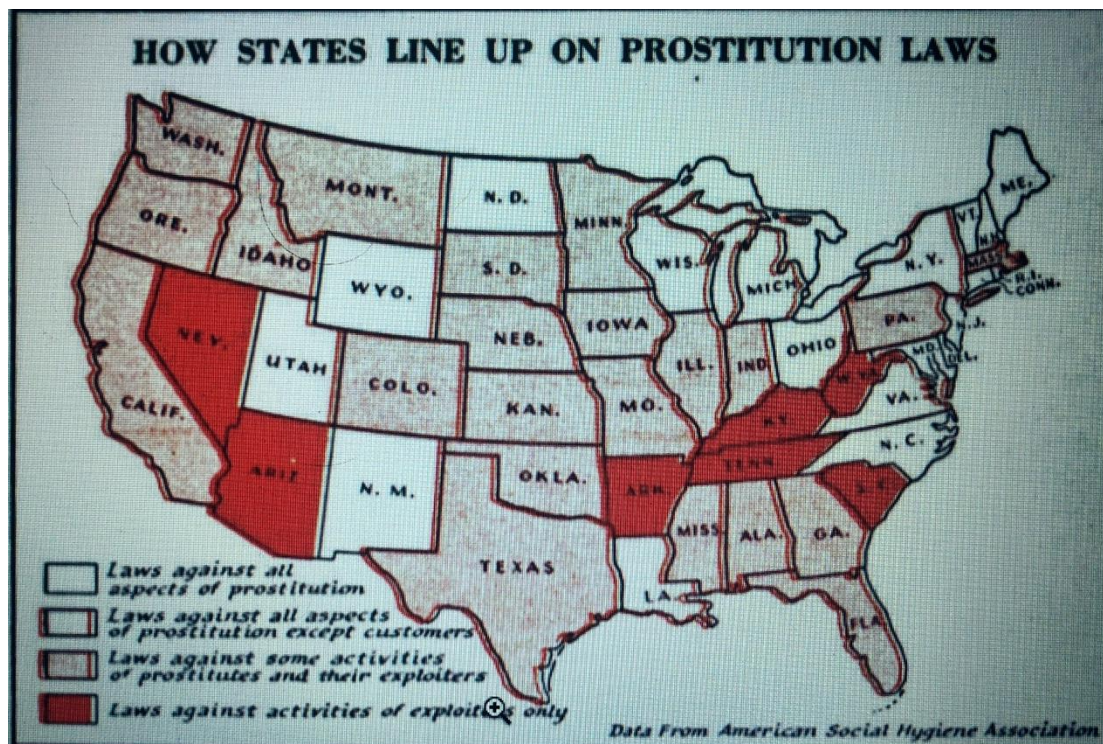 HOW STATES LINE UP ON PROSTITUTION LAWS
WASH.
MONT.
N. D.
MINN.
ME.
VT.
N.H.
ORE.
IDAHO
S. D.
WIS.
MICH.
N. Y.
MASS.
R.I.
CONN.
WYO.
NEV.
UTAH
NEB.
IOWA
PA.
N.J.
COLO.
ILL.
IND.
OHIO
MD.
DEL.
CALIF.
KAN.
MO.
W. VA.
VA.
KY.
N. C.
ARIZ.
N. M.
OKLA.
ARK.
TENN.
S. C.
TEXAS
MISS.
ALA.
GA.
LA.
FLA.
Laws against all
aspects of prostitution
Laws against all aspects
of prostitution except customers
Laws against some activities
of prostitutes and their exploiters
Laws against activities of exploiters only
Data From American Social Hygiene Association